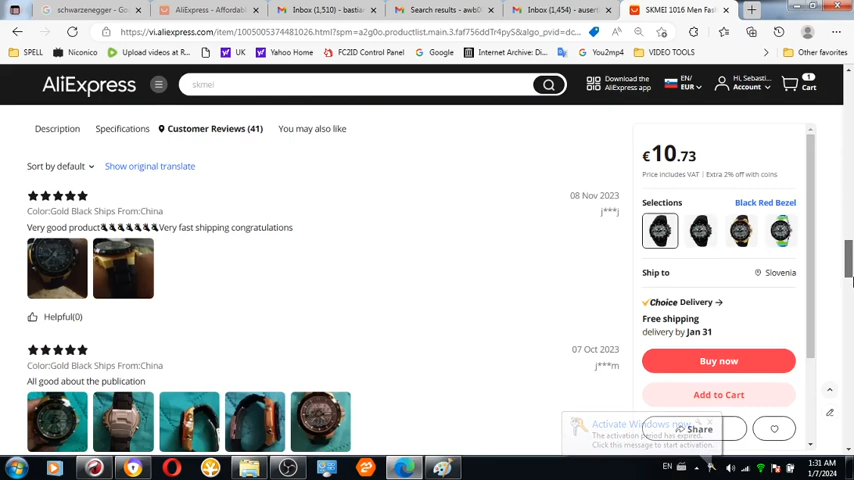 schwarzenegger - Go
AliExpress - Affordabl
Inbox (1,510) - bastian
Search results - awb0
Inbox (1,454) - ausert
SKMEI 1016 Men Fash
https://vi.aliexpress.com/item/1005005374481026.html?spm=a2g0o.productlist.main.3.faf756ddTr4pyS&algo_pvid=dc...
SPELL
Niconico
Upload videos at R...
UK
Yahoo Home
FC2ID Control Panel
Google
Internet Archive: Di...
You2mp4
VIDEO TOOLS
Other favorites
AliExpress
skmei
Download the
AliExpress app
EN/
EUR
Hi, Sebasti...
Account
1
Cart
Description
Specifications
Customer Reviews (41)
You may also like
Sort by default
Show original translate
08 Nov 2023
Color:Gold Black Ships From:China
j***j
Very good product Very fast shipping congratulations
Helpful(0)
07 Oct 2023
Color:Gold Black Ships From:China
j***m
All good about the publication
€10.73
Price includes VAT | Extra 2% off with coins
Selections
Black Red Bezel
Ship to
Slovenia
Choice Delivery →
Free shipping
delivery by Jan 31
Buy now
Add to Cart
Share
Activate Windows now
The activation period has expired.
Click this message to start activation.
EN
1:31 AM
1/7/2024